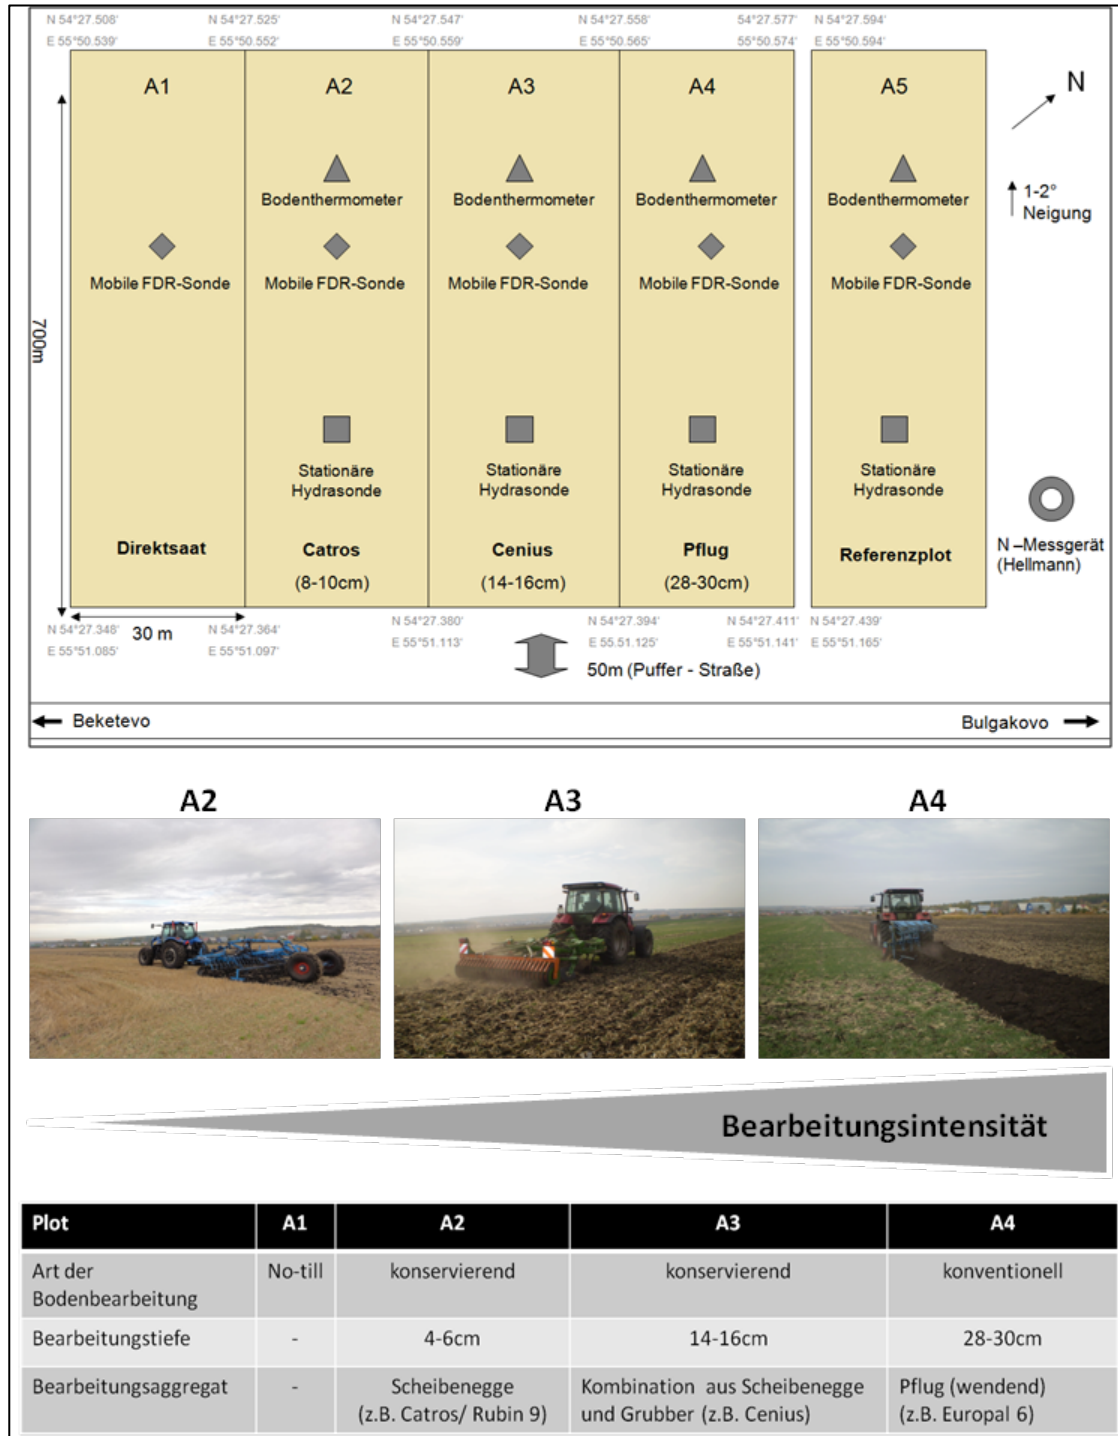 N 54°27.508' N 54°27.525' N 54°27.547' N 54°27.558' 54°27.577' N 54°27.594'
E 55°50.539' E 55°50.552' E 55°50.559' E 55°50.565' 55°50.574' E 55°50.594'
A1 A2 A3 A4 A5 N
1-2°
Neigung
Bodenthermometer Bodenthermometer Bodenthermometer Bodenthermometer
Mobile FDR-Sonde Mobile FDR-Sonde Mobile FDR-Sonde Mobile FDR-Sonde Mobile FDR-Sonde
700m
Stationäre Stationäre Stationäre Stationäre
Hydrasonde Hydrasonde Hydrasonde Hydrasonde
Direktsaat Catros Cenius Pflug Referenzplot
(8-10cm) (14-16cm) (28-30cm)
N –Messgerät
(Hellmann)
30 m
N 54°27.348' N 54°27.364' N 54°27.380' N 54°27.394' N 54°27.411' N 54°27.439'
E 55°51.085' E 55°51.097' E 55°51.113' E 55.51.125' E 55°51.141' E 55°51.165'
50m (Puffer - Straße)
Beketevo Bulgakovo
A2 A3 A4
Bearbeitungsintensität
Plot A1 A2 A3 A4
Art der No-till konservierend konservierend konventionell
Bodenbearbeitung
Bearbeitungstiefe - 4-6cm 14-16cm 28-30cm
Bearbeitungsaggregat - Scheibenegge Kombination aus Scheibenegge Pflug (wendend)
(z.B. Catros/ Rubin 9) und Grubber (z.B. Cenius) (z.B. Europal 6)